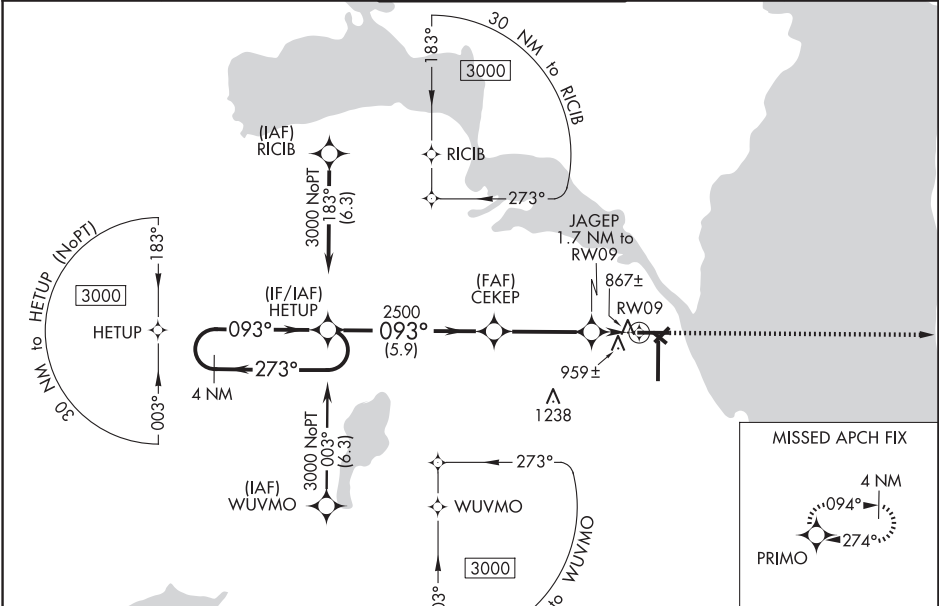 30 NM to RICIB
183°
3000
RICIB
273°
(IAF)
RICIB
3000 NoPT
183°
(6.3)
JAGEP
1.7 NM to
RW09
30 NM to HETUP (NoPT)
183°
3000
HETUP
003°
(IF/IAF)
HETUP
093°
273°
4 NM
2500
093°
(5.9)
(FAF)
CEKEP
867±
RW09
959±
1238
3000 NoPT
003°
(6.3)
(IAF)
WUVMO
273°
WUVMO
3000
to WUVMO
MISSED APCH FIX
4 NM
094°
274°
PRIMO